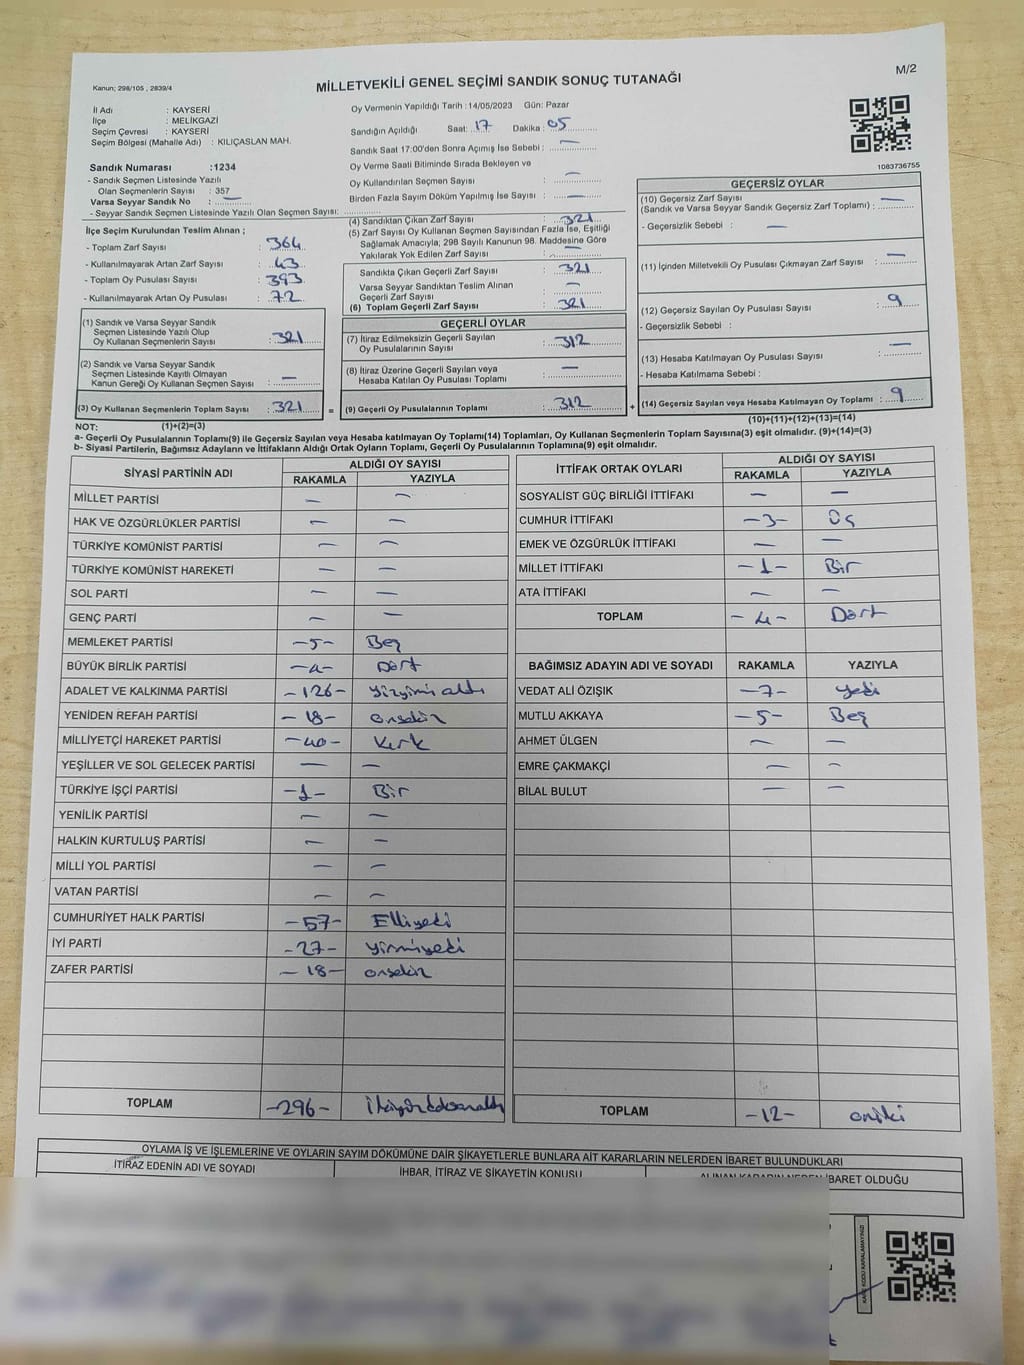 M/2
Kanun; 298/105 , 2839/4
MİLLETVEKİLİ GENEL SEÇİMİ SANDIK SONUÇ TUTANAĞI
İl Adı : KAYSERİ
İlçe : MELİKGAZİ
Seçim Çevresi : KAYSERİ
Seçim Bölgesi (Mahalle Adı) : KILIÇASLAN MAH.
Sandık Numarası :1234
- Sandık Seçmen Listesinde Yazılı
Olan Seçmenlerin Sayısı : 357
Varsa Seyyar Sandık No : —
- Seyyar Sandık Seçmen Listesinde Yazılı Olan Seçmen Sayısı:
İlçe Seçim Kurulundan Teslim Alınan ;
- Toplam Zarf Sayısı : 364
- Kullanılmayarak Artan Zarf Sayısı : 43
- Toplam Oy Pusulası Sayısı : 393
- Kullanılmayarak Artan Oy Pusulası : 72
(1) Sandık ve Varsa Seyyar Sandık
Seçmen Listesinde Yazılı Olup
Oy Kullanan Seçmenlerin Sayısı : 321
(2) Sandık ve Varsa Seyyar Sandık
Seçmen Listesinde Kayıtlı Olmayan
Kanun Gereği Oy Kullanan Seçmen Sayısı : —
(3) Oy Kullanan Seçmenlerin Toplam Sayısı : 321 =
Oy Vermenin Yapıldığı Tarih :14/05/2023 Gün: Pazar
Sandığın Açıldığı Saat: 17 Dakika : 05
Sandık Saat 17:00'den Sonra Açımış İse Sebebi : —
Oy Verme Saati Bitiminde Sırada Bekleyen ve
Oy Kullandırılan Seçmen Sayısı : —
Birden Fazla Sayım Döküm Yapılmış İse Sayısı : —
(4) Sandıktan Çıkan Zarf Sayısı : 321
(5) Zarf Sayısı Oy Kullanan Seçmen Sayısından Fazla İse, Eşitliği
Sağlamak Amacıyla; 298 Sayılı Kanunun 98. Maddesine Göre
Yakılarak Yok Edilen Zarf Sayısı : —
Sandıkta Çıkan Geçerli Zarf Sayısı : 321
Varsa Seyyar Sandıktan Teslim Alınan
Geçerli Zarf Sayısı : —
(6) Toplam Geçerli Zarf Sayısı : 321
GEÇERLİ OYLAR
(7) İtiraz Edilmeksizin Geçerli Sayılan
Oy Pusulalarının Sayısı : 312
(8) İtiraz Üzerine Geçerli Sayılan veya
Hesaba Katılan Oy Pusulası Toplamı : —
(9) Geçerli Oy Pusulalarının Toplamı : 312 +
1083736755
GEÇERSİZ OYLAR
(10) Geçersiz Zarf Sayısı
(Sandık ve Varsa Seyyar Sandık Geçersiz Zarf Toplamı) : —
- Geçersizlik Sebebi : —
(11) İçinden Milletvekili Oy Pusulası Çıkmayan Zarf Sayısı : —
(12) Geçersiz Sayılan Oy Pusulası Sayısı : 9
- Geçersizlik Sebebi :
(13) Hesaba Katılmayan Oy Pusulası Sayısı : —
- Hesaba Katılmama Sebebi :
(14) Geçersiz Sayılan veya Hesaba Katılmayan Oy Toplamı : 9
NOT: (1)+(2)=(3) (10)+(11)+(12)+(13)=(14)
a- Geçerli Oy Pusulalarının Toplamı(9) ile Geçersiz Sayılan veya Hesaba katılmayan Oy Toplamı(14) Toplamları, Oy Kullanan Seçmenlerin Toplam Sayısına(3) eşit olmalıdır. (9)+(14)=(3)
b- Siyasi Partilerin, Bağımsız Adayların ve İttifakların Aldığı Ortak Oyların Toplamı, Geçerli Oy Pusulalarının Toplamına(9) eşit olmalıdır.
SİYASİ PARTİNİN ADI ALDIĞI OY SAYISI
RAKAMLA YAZIYLA
MİLLET PARTİSİ — —
HAK VE ÖZGÜRLÜKLER PARTİSİ — —
TÜRKİYE KOMÜNİST PARTİSİ — —
TÜRKİYE KOMÜNİST HAREKETİ — —
SOL PARTİ — —
GENÇ PARTİ — —
MEMLEKET PARTİSİ -5- Beş
BÜYÜK BİRLİK PARTİSİ -4- Dört
ADALET VE KALKINMA PARTİSİ -126- yüzyirmi altı
YENİDEN REFAH PARTİSİ -18- onsekiz
MİLLİYETÇİ HAREKET PARTİSİ -40- Kırk
YEŞİLLER VE SOL GELECEK PARTİSİ — —
TÜRKİYE İŞÇİ PARTİSİ -1- Bir
YENİLİK PARTİSİ — —
HALKIN KURTULUŞ PARTİSİ — —
MİLLİ YOL PARTİSİ — —
VATAN PARTİSİ — —
CUMHURİYET HALK PARTİSİ -57- Elliyedi
İYİ PARTİ -27- yirmiyedi
ZAFER PARTİSİ -18- onsekiz
TOPLAM -296- İkiyüzdoksanaltı
İTTİFAK ORTAK OYLARI ALDIĞI OY SAYISI
RAKAMLA YAZIYLA
SOSYALİST GÜÇ BİRLİĞİ İTTİFAKI — —
CUMHUR İTTİFAKI -3- Üç
EMEK VE ÖZGÜRLÜK İTTİFAKI — —
MİLLET İTTİFAKI -1- Bir
ATA İTTİFAKI — —
TOPLAM -4- Dört
BAĞIMSIZ ADAYIN ADI VE SOYADI RAKAMLA YAZIYLA
VEDAT ALİ ÖZIŞIK -7- yedi
MUTLU AKKAYA -5- Beş
AHMET ÜLGEN — —
EMRE ÇAKMAKÇİ — —
BİLAL BULUT — —
TOPLAM -12- oniki
OYLAMA İŞ VE İŞLEMLERİNE VE OYLARIN SAYIM DÖKÜMÜNE DAİR ŞİKAYETLERLE BUNLARA AİT KARARLARIN NELERDEN İBARET BULUNDUKLARI
İTİRAZ EDENİN ADI VE SOYADI İHBAR, İTİRAZ VE ŞİKAYETİN KONUSU ALINAN KARARIN NEDEN İBARET OLDUĞU
KARE KODU KARALAMAYINIZ